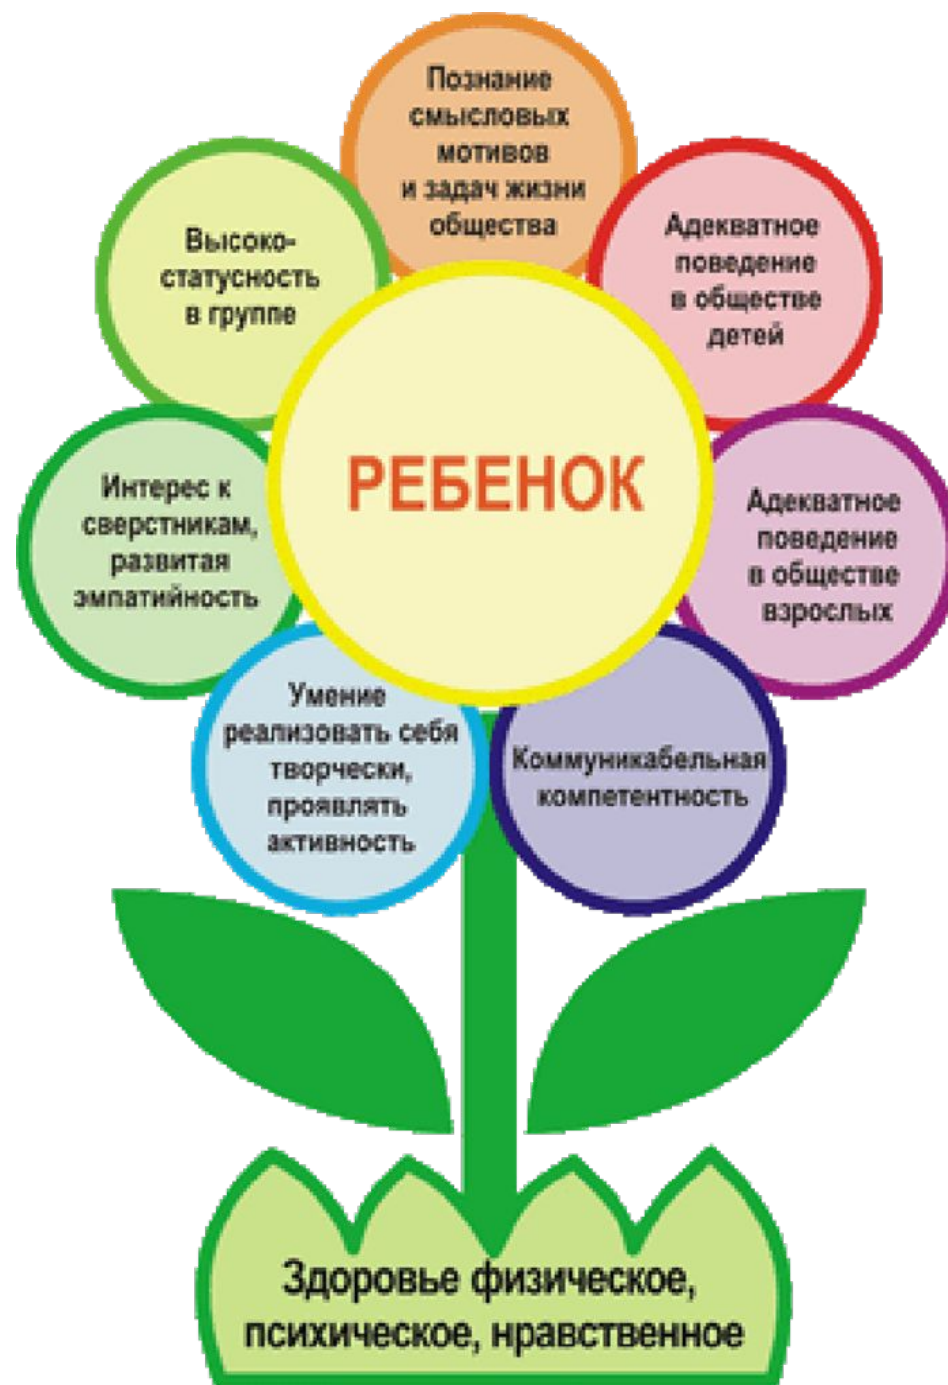 Познание
смысловых
мотивов
и задач жизни
общества
Высоко-
статусность
в группе
Адекватное
поведение
в обществе
детей
РЕБЕНОК
Интерес к
сверстникам,
развитая
эмпатийность
Адекватное
поведение
в обществе
взрослых
Умение
реализовать себя
творчески,
проявлять
активность
Коммуникабельная
компетентность
Здоровье физическое,
психическое, нравственное